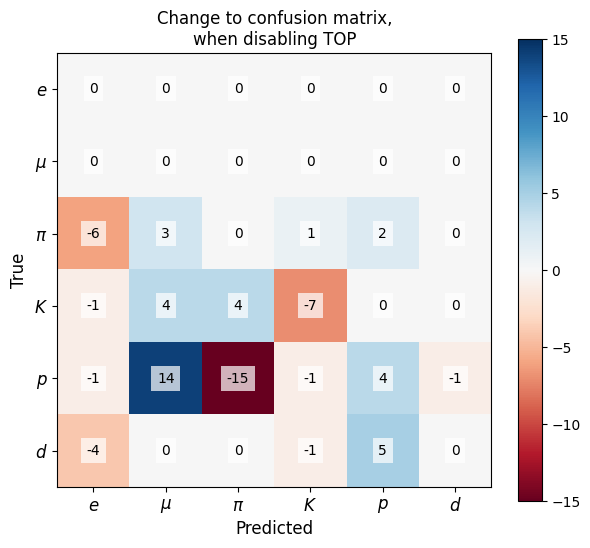 Change to confusion matrix,
when disabling TOP
True
e 0 0 0 0 0 0
μ 0 0 0 0 0 0
π -6 3 0 1 2 0
K -1 4 4 -7 0 0
p -1 14 -15 -1 4 -1
d -4 0 0 -1 5 0
e μ π K p d
Predicted
15
10
5
0
−5
−10
−15